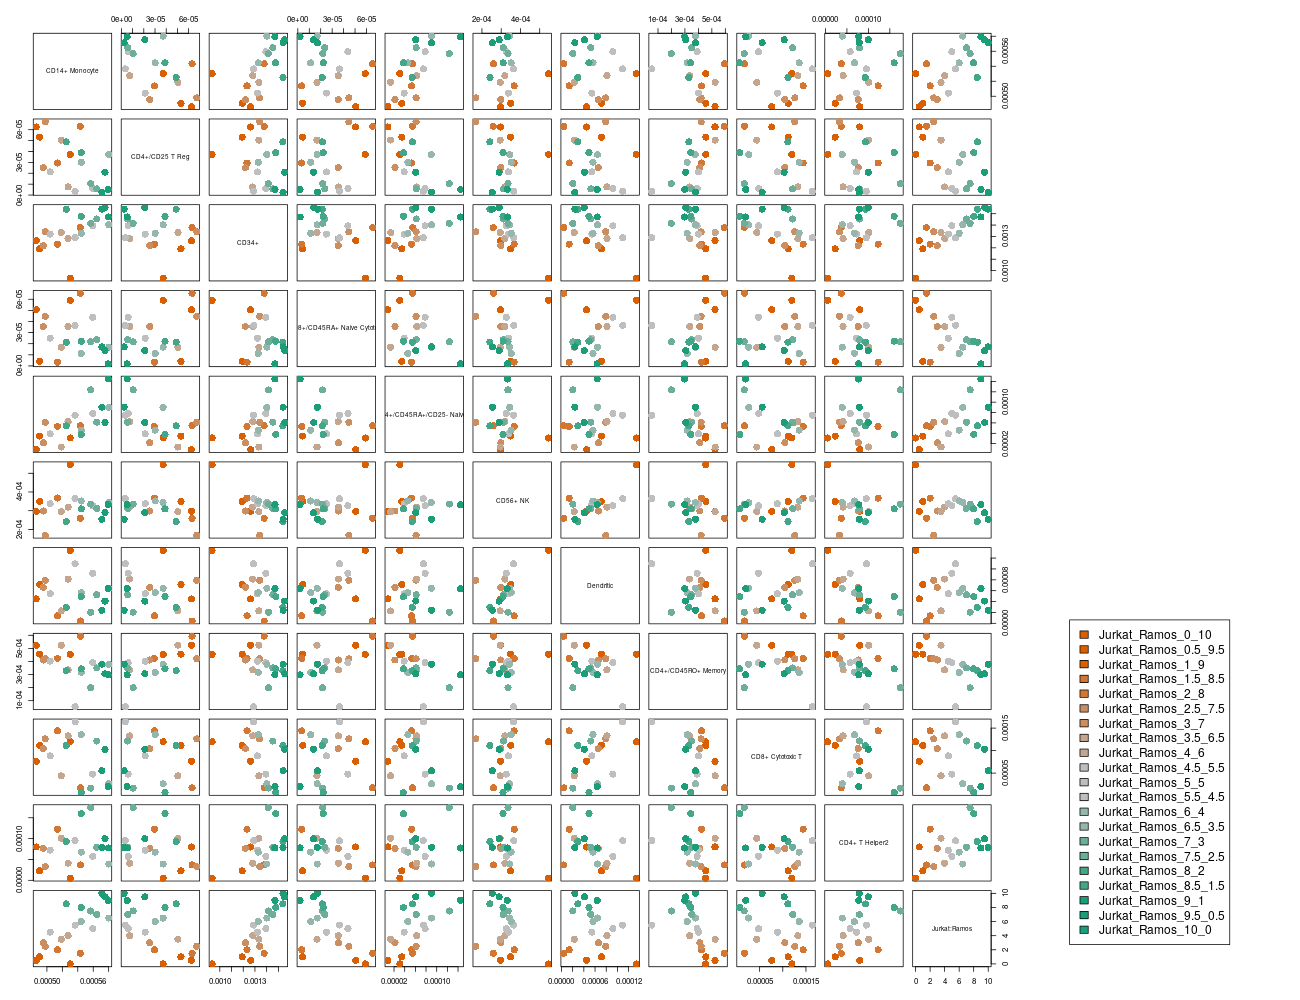 0e+00 3e-05 6e-05 0e+00 3e-05 6e-05 2e-04 4e-04 1e-04 3e-04 5e-04 0.00000 0.00010
CD14+ Monocyte
0.00050 0.00056
CD4+/CD25 T Reg
0e+00 3e-05 6e-05
CD34+
0.0010 0.0013
8+/CD45RA+ Naive Cytot
0e+00 3e-05 6e-05
4+/CD45RA+/CD25- Naiv
0.00002 0.00010
CD56+ NK
2e-04 4e-04
Dendritic
0.00000 0.00008
CD4+/CD45RO+ Memory
1e-04 3e-04 5e-04
CD8+ Cytotoxic T
0.00005 0.00015
CD4+ T Helper2
0.00000 0.00010
Jurkat:Ramos
0 2 4 6 8 10
0.00050 0.00056 0.0010 0.0013 0.00002 0.00010 0.00000 0.00006 0.00012 0.00005 0.00015 0 2 4 6 8 10
Jurkat_Ramos_0_10
Jurkat_Ramos_0.5_9.5
Jurkat_Ramos_1_9
Jurkat_Ramos_1.5_8.5
Jurkat_Ramos_2_8
Jurkat_Ramos_2.5_7.5
Jurkat_Ramos_3_7
Jurkat_Ramos_3.5_6.5
Jurkat_Ramos_4_6
Jurkat_Ramos_4.5_5.5
Jurkat_Ramos_5_5
Jurkat_Ramos_5.5_4.5
Jurkat_Ramos_6_4
Jurkat_Ramos_6.5_3.5
Jurkat_Ramos_7_3
Jurkat_Ramos_7.5_2.5
Jurkat_Ramos_8_2
Jurkat_Ramos_8.5_1.5
Jurkat_Ramos_9_1
Jurkat_Ramos_9.5_0.5
Jurkat_Ramos_10_0